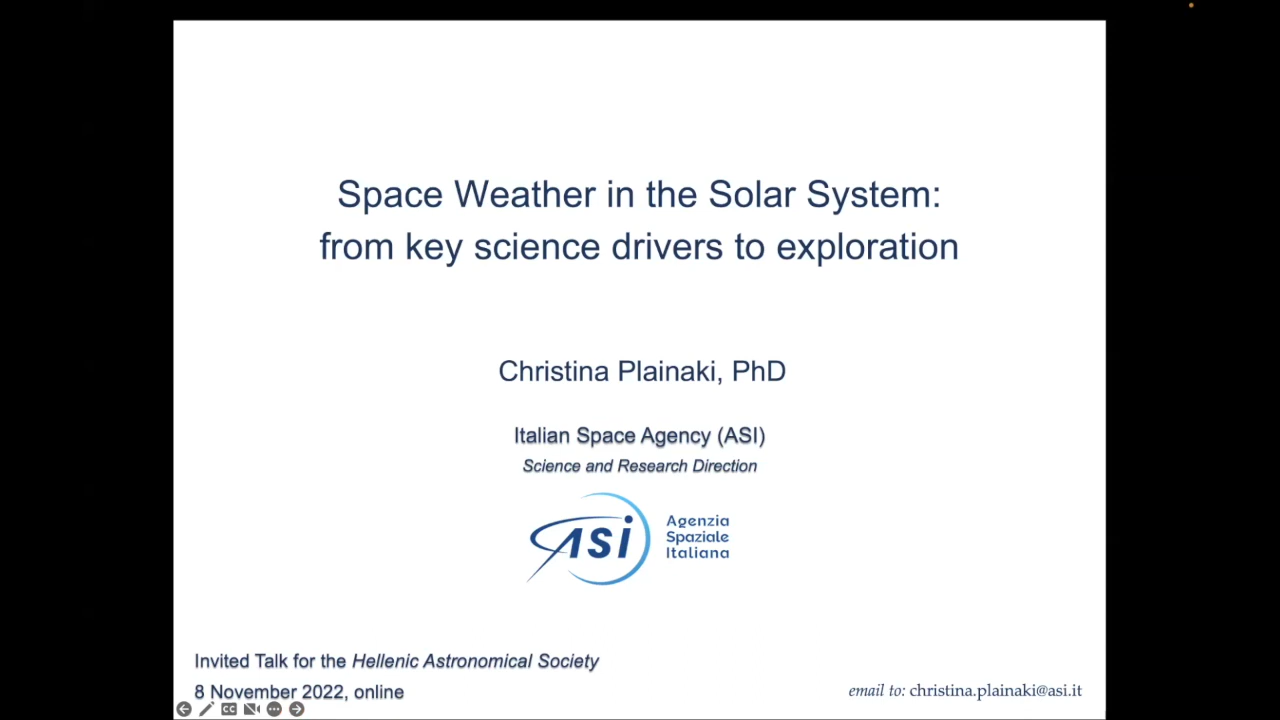 Space Weather in the Solar System:
from key science drivers to exploration
Christina Plainaki, PhD
Italian Space Agency (ASI)
Science and Research Direction
ASI
Agenzia
Spaziale
Italiana
Invited Talk for the Hellenic Astronomical Society
8 November 2022, online
email to: christina.plainaki@asi.it
CC